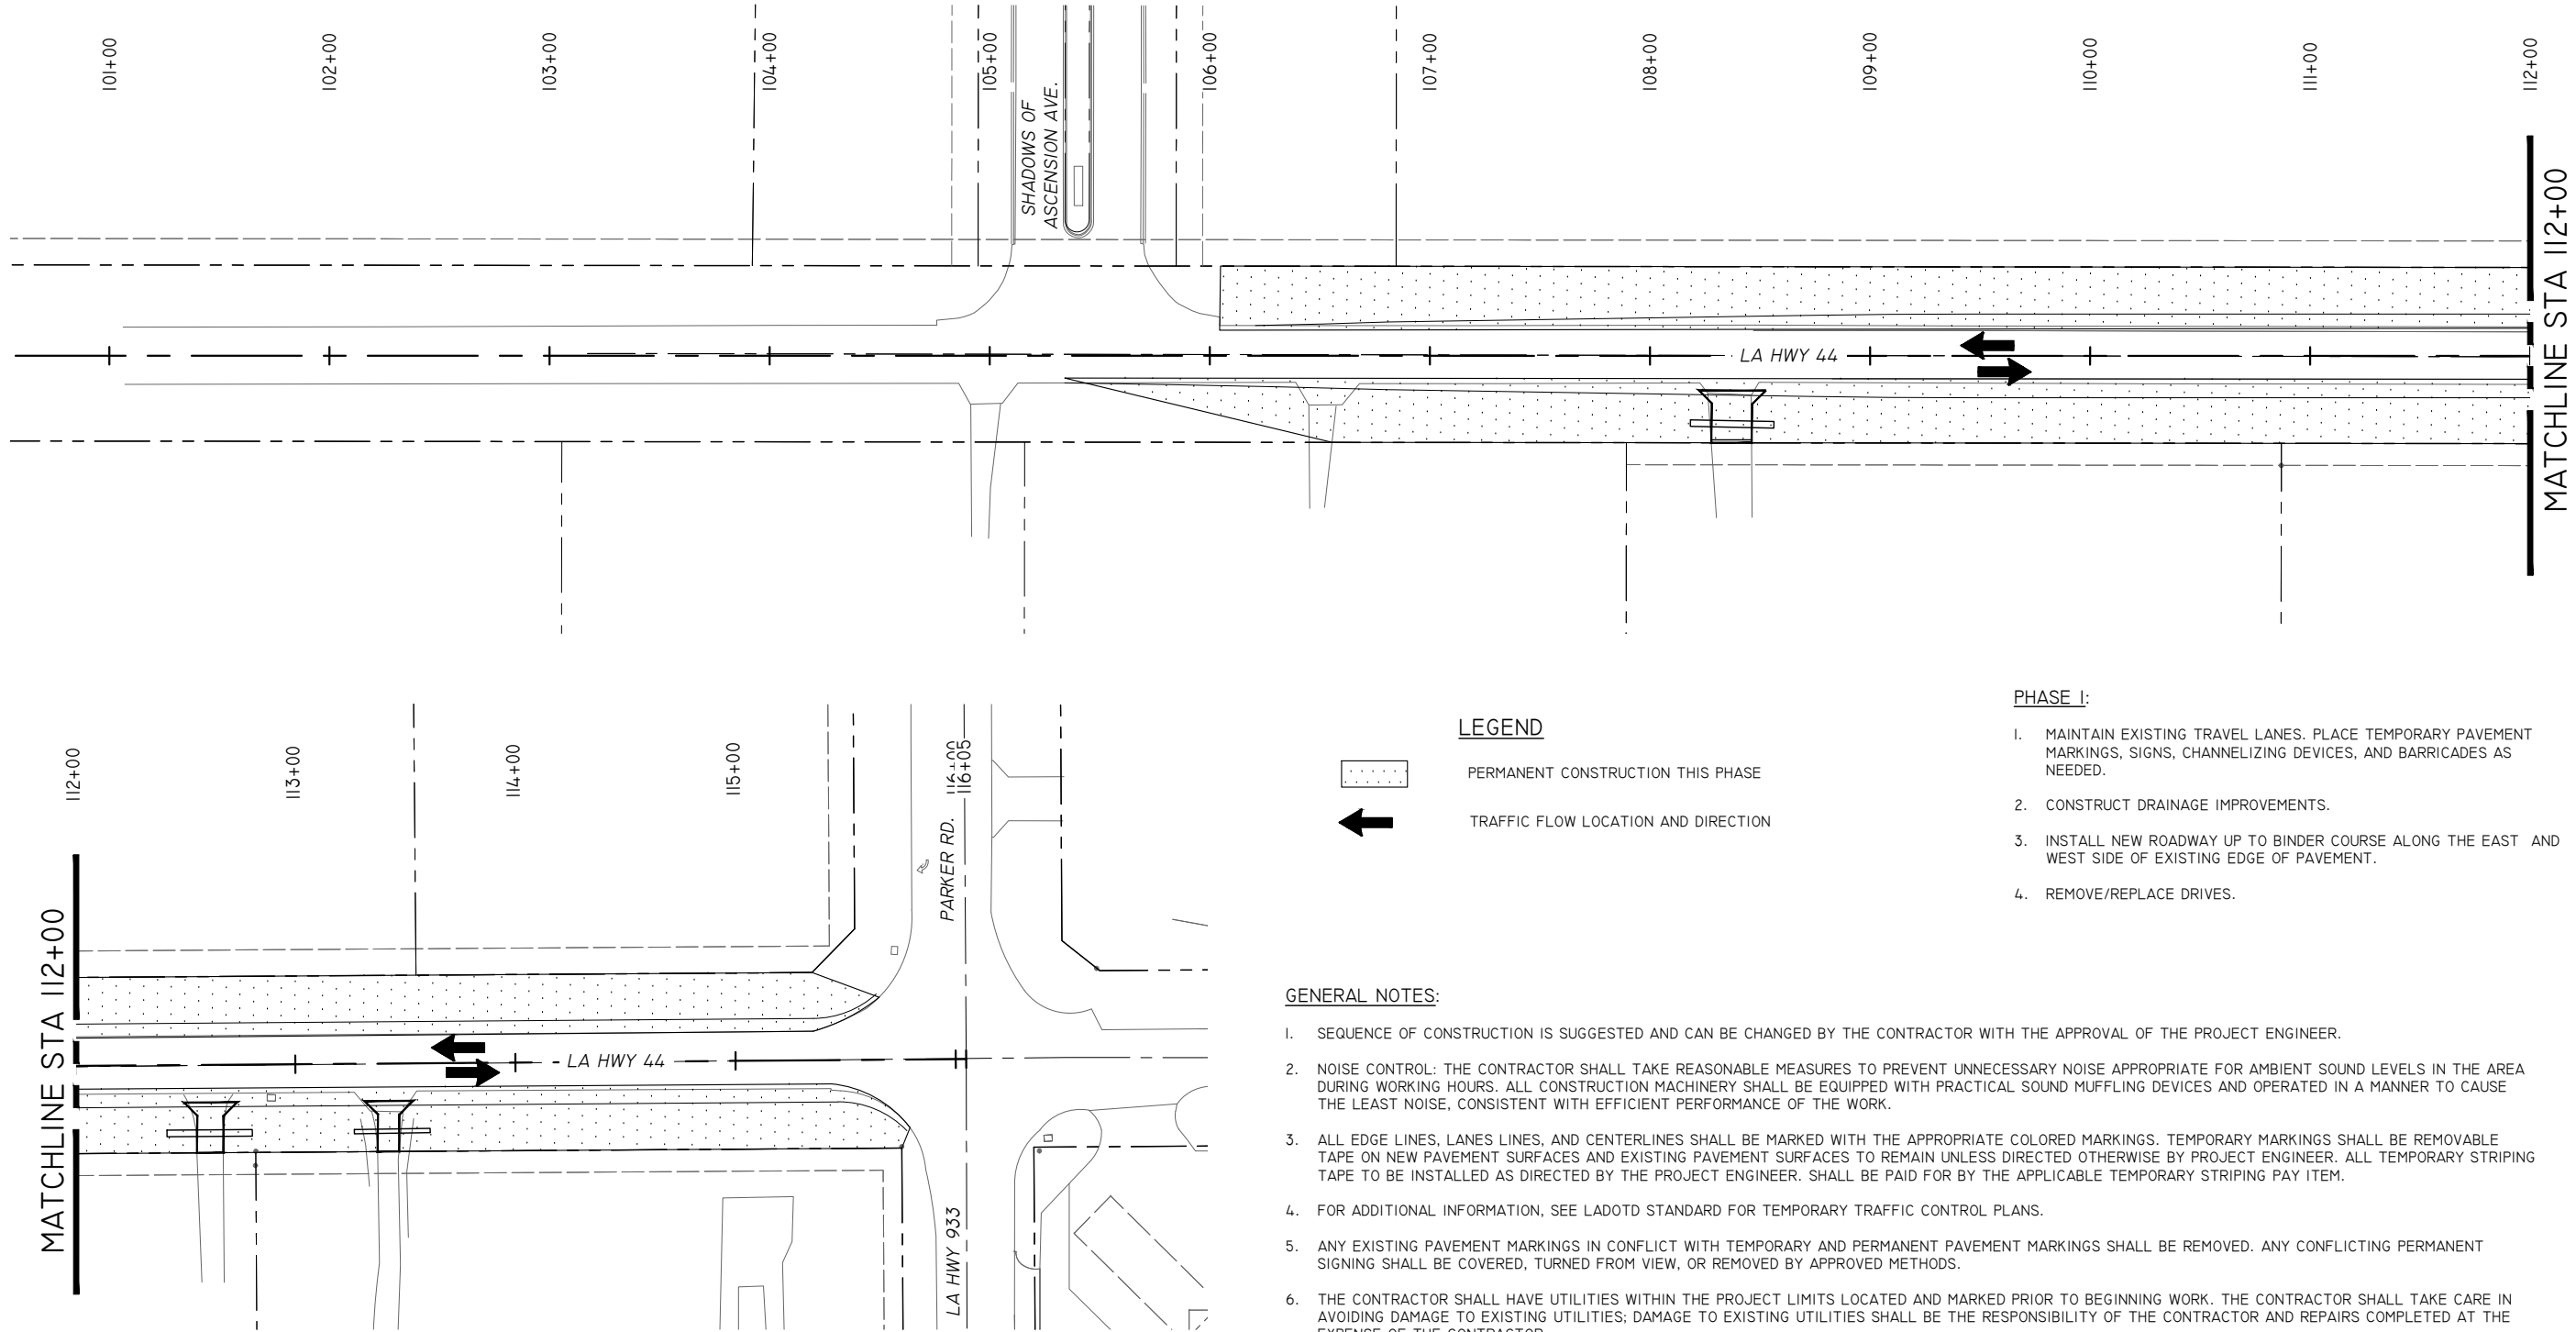 101+00
102+00
103+00
104+00
105+00
106+00
107+00
108+00
109+00
110+00
111+00
112+00
SHADOWS OF
ASCENSION AVE.
LA HWY 44
MATCHLINE STA 112+00
MATCHLINE STA 112+00
112+00
113+00
114+00
115+00
116+00
116+05
PARKER RD.
LA HWY 44
LA HWY 933
LEGEND
PERMANENT CONSTRUCTION THIS PHASE
TRAFFIC FLOW LOCATION AND DIRECTION
PHASE 1:
1. MAINTAIN EXISTING TRAVEL LANES. PLACE TEMPORARY PAVEMENT
MARKINGS, SIGNS, CHANNELIZING DEVICES, AND BARRICADES AS
NEEDED.
2. CONSTRUCT DRAINAGE IMPROVEMENTS.
3. INSTALL NEW ROADWAY UP TO BINDER COURSE ALONG THE EAST AND
WEST SIDE OF EXISTING EDGE OF PAVEMENT.
4. REMOVE/REPLACE DRIVES.
GENERAL NOTES:
1. SEQUENCE OF CONSTRUCTION IS SUGGESTED AND CAN BE CHANGED BY THE CONTRACTOR WITH THE APPROVAL OF THE PROJECT ENGINEER.
2. NOISE CONTROL: THE CONTRACTOR SHALL TAKE REASONABLE MEASURES TO PREVENT UNNECESSARY NOISE APPROPRIATE FOR AMBIENT SOUND LEVELS IN THE AREA
DURING WORKING HOURS. ALL CONSTRUCTION MACHINERY SHALL BE EQUIPPED WITH PRACTICAL SOUND MUFFLING DEVICES AND OPERATED IN A MANNER TO CAUSE
THE LEAST NOISE, CONSISTENT WITH EFFICIENT PERFORMANCE OF THE WORK.
3. ALL EDGE LINES, LANES LINES, AND CENTERLINES SHALL BE MARKED WITH THE APPROPRIATE COLORED MARKINGS. TEMPORARY MARKINGS SHALL BE REMOVABLE
TAPE ON NEW PAVEMENT SURFACES AND EXISTING PAVEMENT SURFACES TO REMAIN UNLESS DIRECTED OTHERWISE BY PROJECT ENGINEER. ALL TEMPORARY STRIPING
TAPE TO BE INSTALLED AS DIRECTED BY THE PROJECT ENGINEER. SHALL BE PAID FOR BY THE APPLICABLE TEMPORARY STRIPING PAY ITEM.
4. FOR ADDITIONAL INFORMATION, SEE LADOTD STANDARD FOR TEMPORARY TRAFFIC CONTROL PLANS.
5. ANY EXISTING PAVEMENT MARKINGS IN CONFLICT WITH TEMPORARY AND PERMANENT PAVEMENT MARKINGS SHALL BE REMOVED. ANY CONFLICTING PERMANENT
SIGNING SHALL BE COVERED, TURNED FROM VIEW, OR REMOVED BY APPROVED METHODS.
6. THE CONTRACTOR SHALL HAVE UTILITIES WITHIN THE PROJECT LIMITS LOCATED AND MARKED PRIOR TO BEGINNING WORK. THE CONTRACTOR SHALL TAKE CARE IN
AVOIDING DAMAGE TO EXISTING UTILITIES; DAMAGE TO EXISTING UTILITIES SHALL BE THE RESPONSIBILITY OF THE CONTRACTOR AND REPAIRS COMPLETED AT THE
EXPENSE OF THE CONTRACTOR.